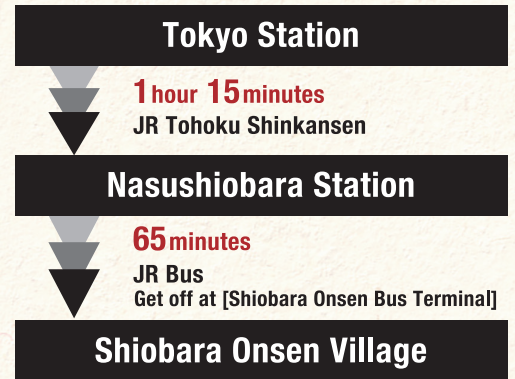 Tokyo Station
1 hour 15 minutes
JR Tohoku Shinkansen
Nasushiobara Station
65 minutes
JR Bus
Get off at [Shiobara Onsen Bus Terminal]
Shiobara Onsen Village